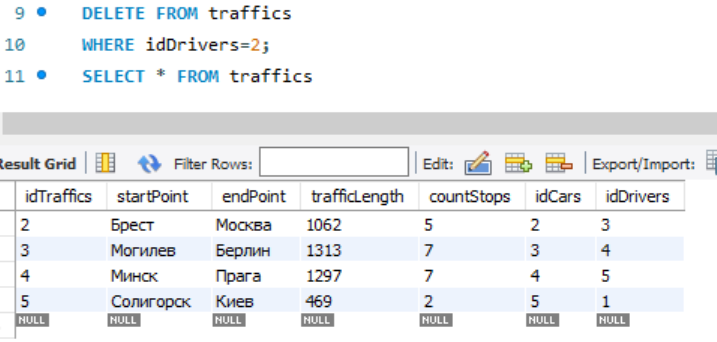 9 DELETE FROM traffics
10 WHERE idDrivers=2;
11 SELECT * FROM traffics
Result Grid Filter Rows: Edit: Export/Import:
idTraffics startPoint endPoint trafficLength countStops idCars idDrivers
2 Брест Москва 1062 5 2 3
3 Могилев Берлин 1313 7 3 4
4 Минск Прага 1297 7 4 5
5 Солигорск Киев 469 2 5 1
NULL NULL NULL NULL NULL NULL NULL